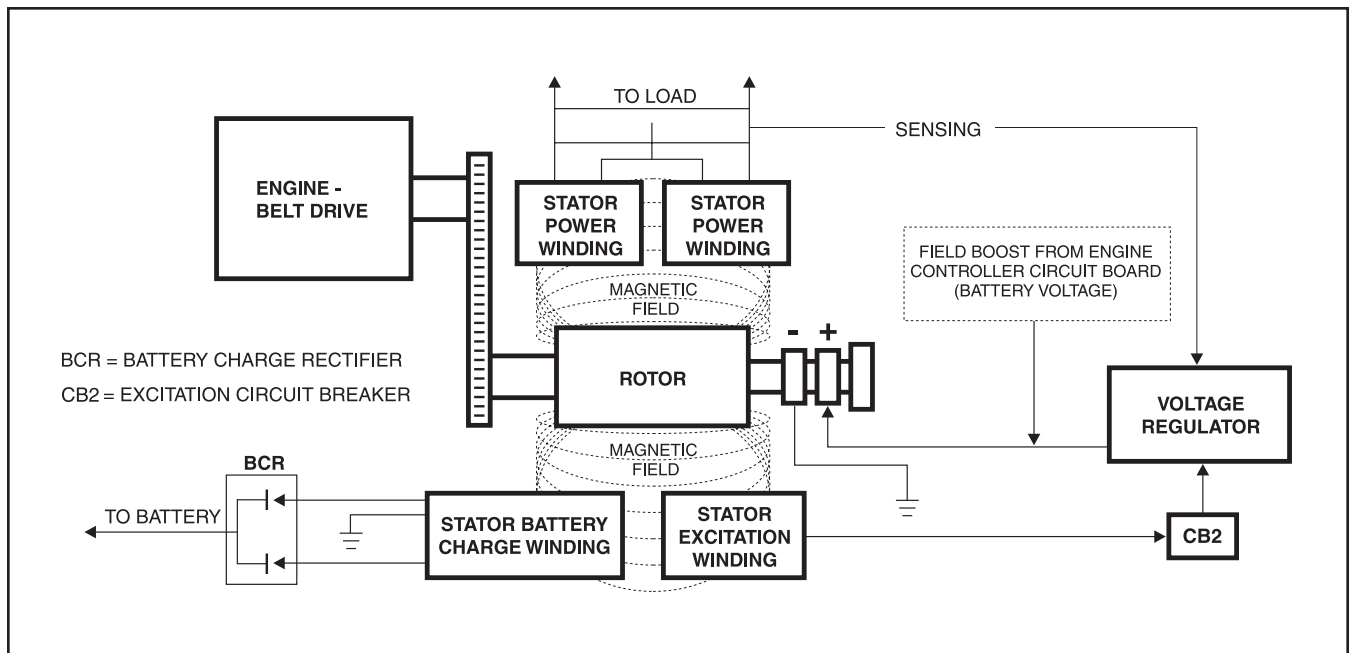 TO LOAD
SENSING
ENGINE -
BELT DRIVE
STATOR
POWER
WINDING
STATOR
POWER
WINDING
FIELD BOOST FROM ENGINE
CONTROLLER CIRCUIT BOARD
(BATTERY VOLTAGE)
MAGNETIC
FIELD
- +
BCR = BATTERY CHARGE RECTIFIER
CB2 = EXCITATION CIRCUIT BREAKER
ROTOR
VOLTAGE
REGULATOR
MAGNETIC
FIELD
BCR
TO BATTERY
STATOR BATTERY
CHARGE WINDING
STATOR
EXCITATION
WINDING
CB2